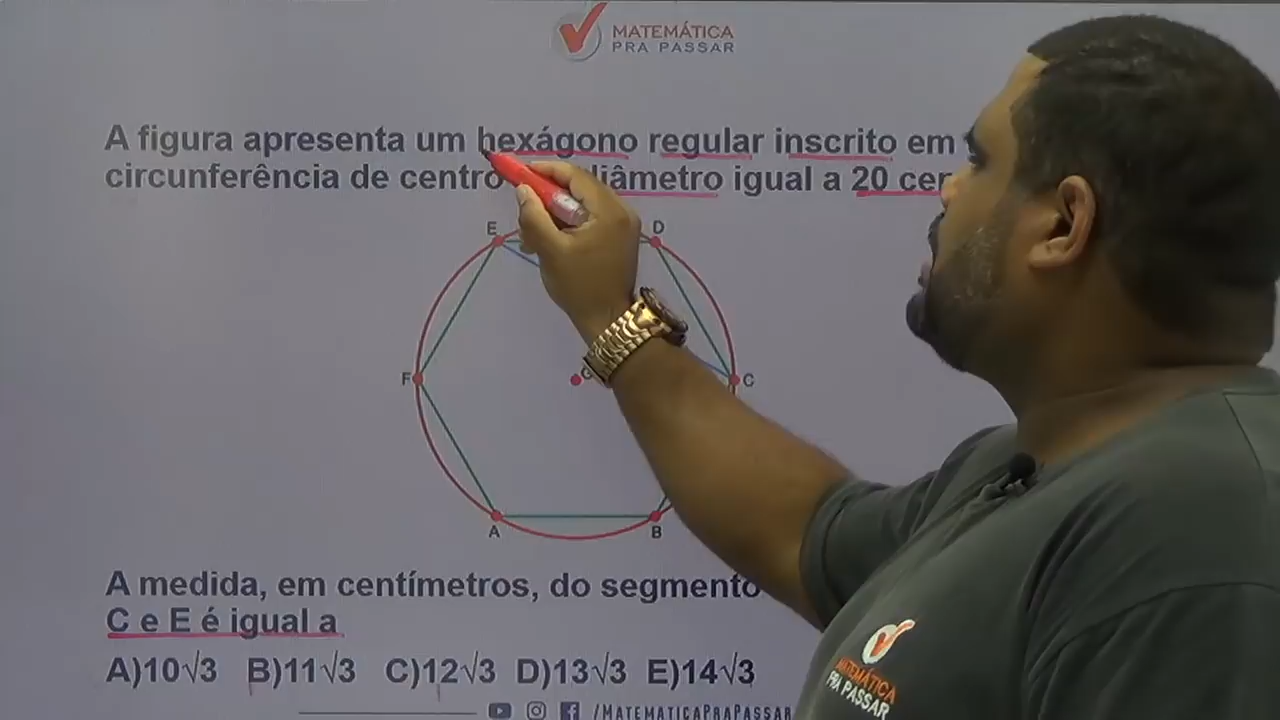 MATEMÁTICA
PRA PASSAR
A figura apresenta um hexágono regular inscrito em
circunferência de centro diâmetro igual a 20
E D
F G C
A B
A medida, em centímetros, do segmento
C e E é igual a
A)10√3 B)11√3 C)12√3 D)13√3 E)14√3
/MATEMATICAPRAPASSAR
MATEMÁTICA
PRA PASSAR